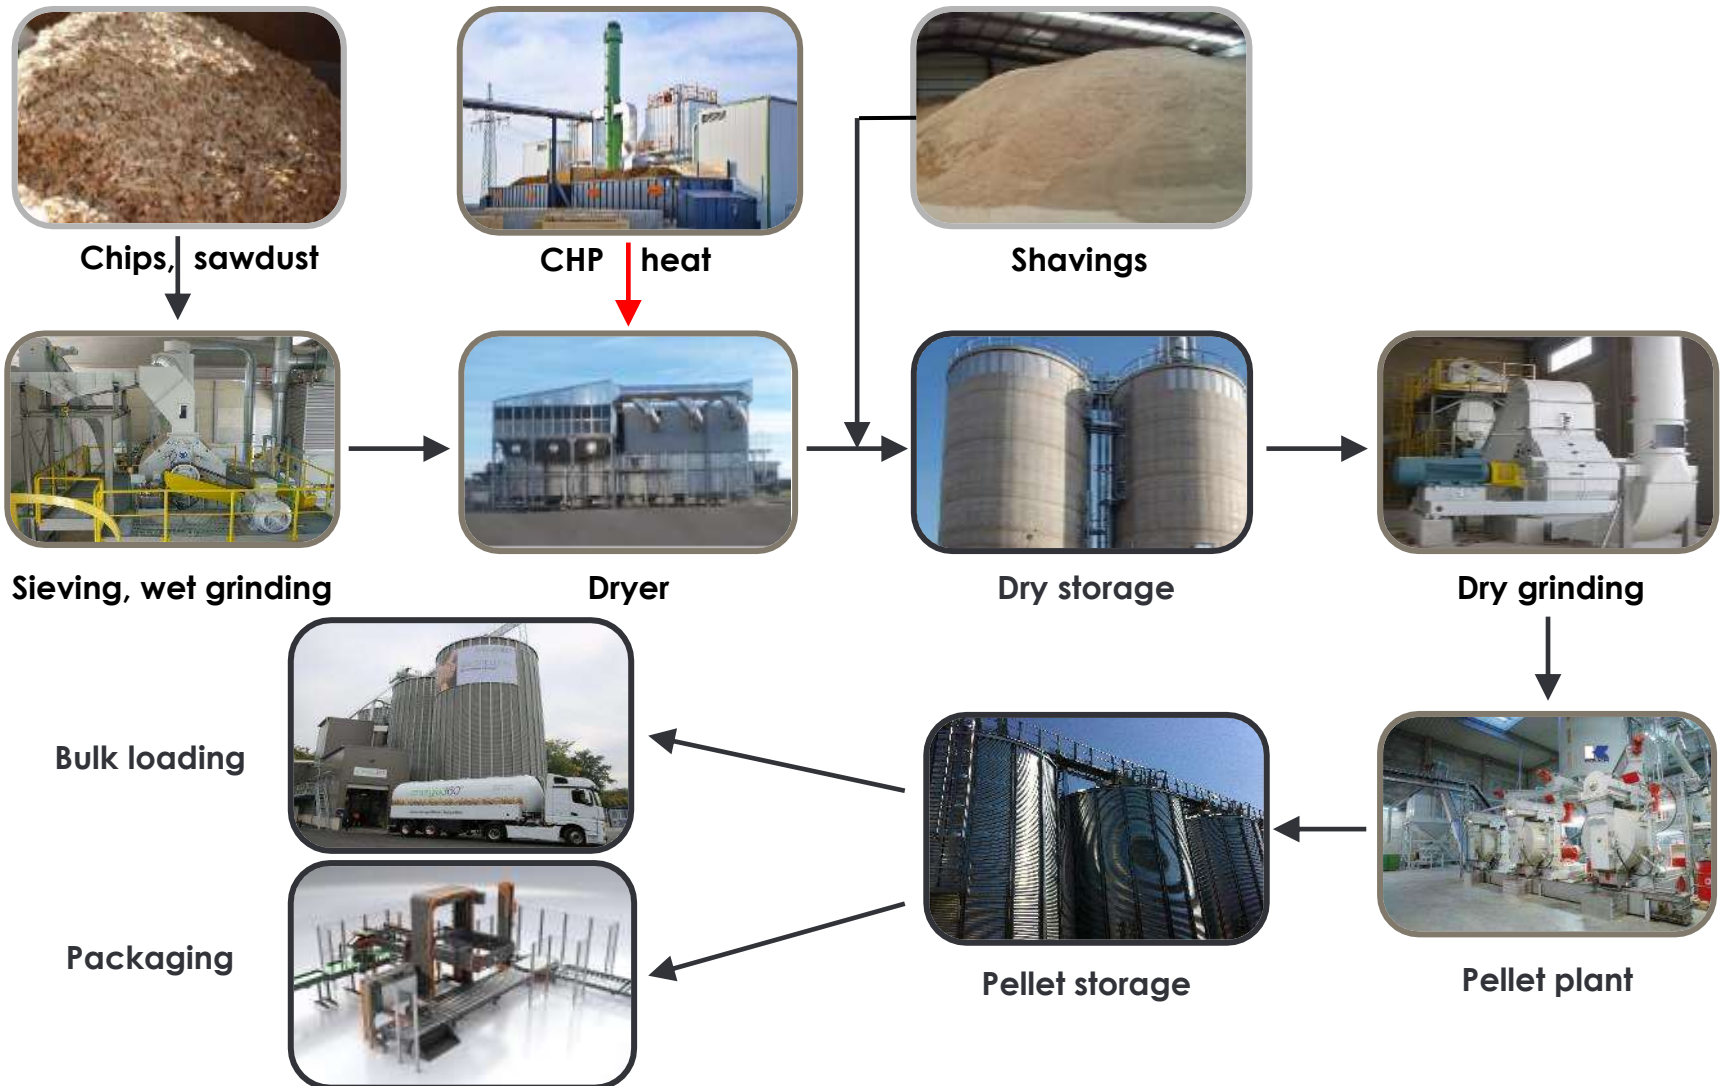 Chips, sawdust
CHP heat
Shavings
Sieving, wet grinding
Dryer
Dry storage
Dry grinding
Bulk loading
Packaging
Pellet storage
Pellet plant